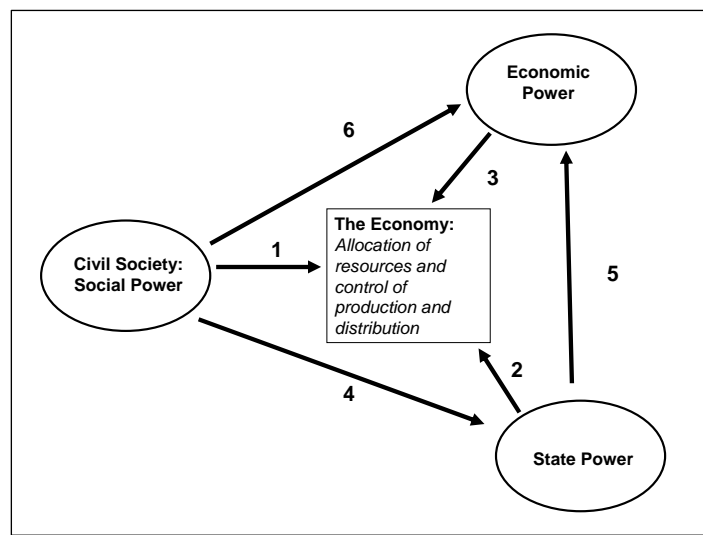 Economic
Power
6
3
The Economy:
Allocation of
resources and
control of
production and
distribution
1
Civil Society:
Social Power
5
2
4
State Power